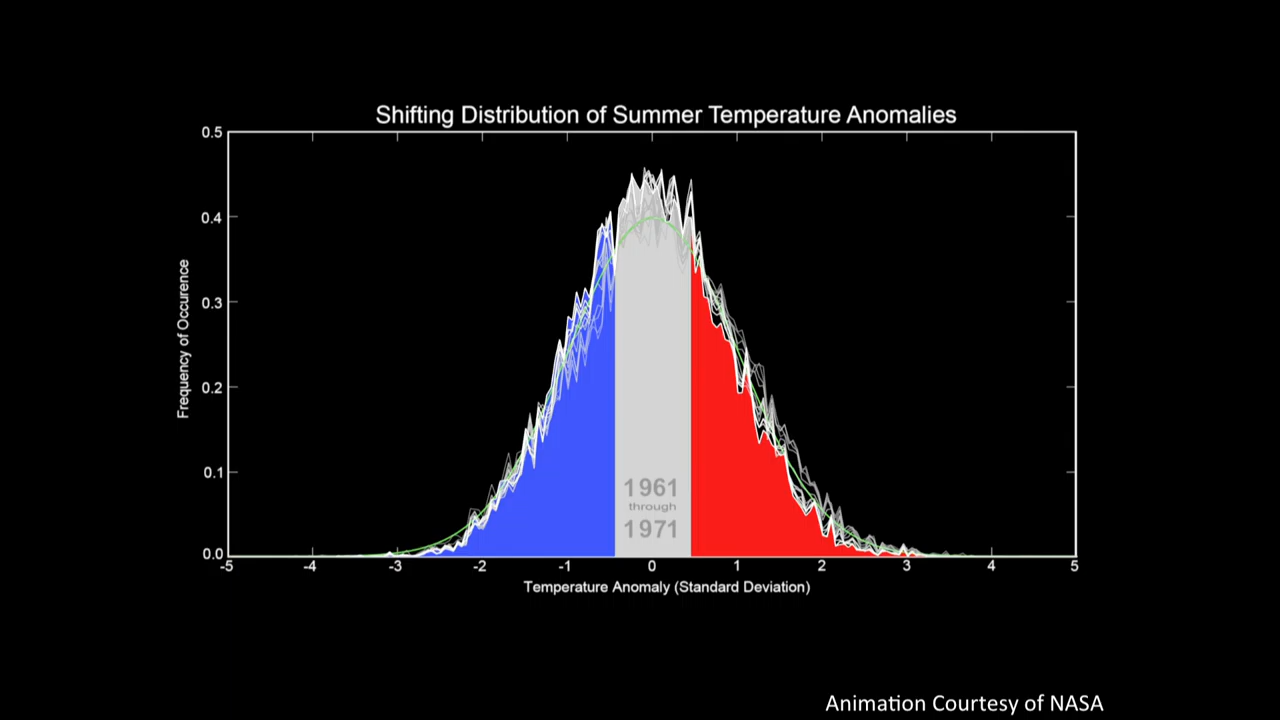 Shifting Distribution of Summer Temperature Anomalies
0.5
0.4
0.3
0.2
0.1
0.0
Frequency of Occurence
1961
through
1971
-5 -4 -3 -2 -1 0 1 2 3 4 5
Temperature Anomaly (Standard Deviation)
Animation Courtesy of NASA